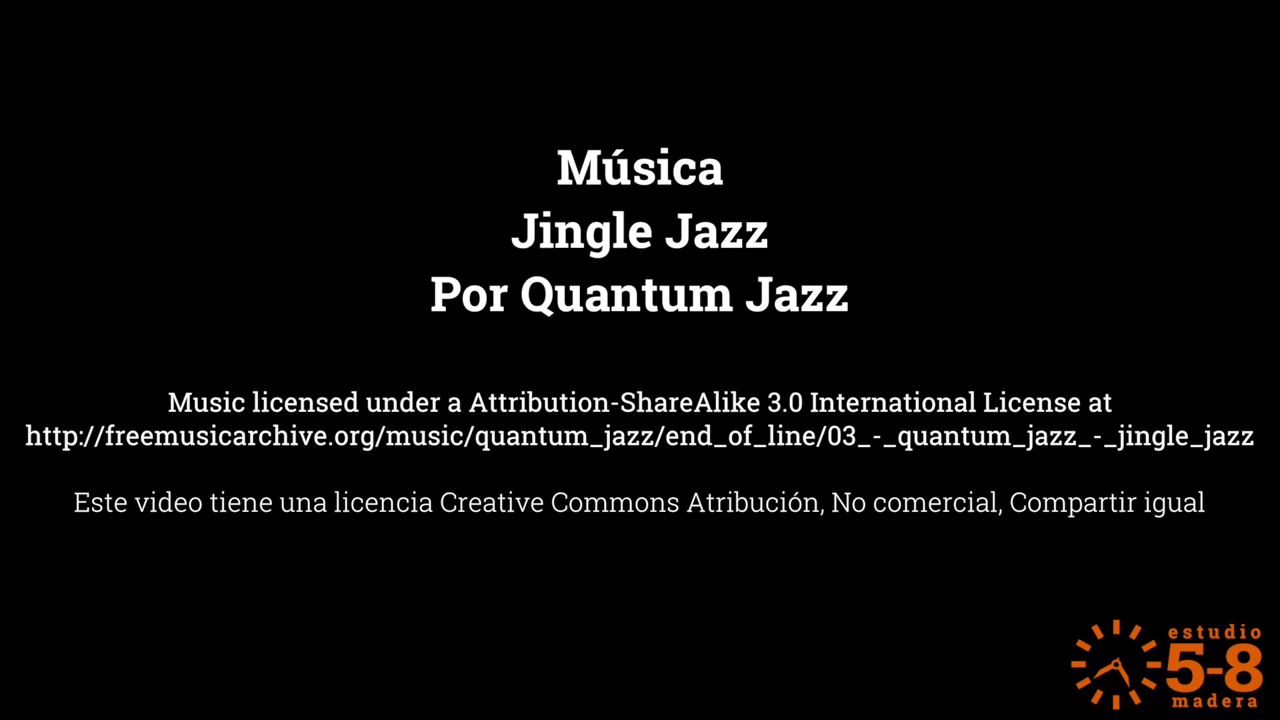 Música
Jingle Jazz
Por Quantum Jazz
Music licensed under a Attribution-ShareAlike 3.0 International License at
http://freemusicarchive.org/music/quantum_jazz/end_of_line/03_-_quantum_jazz_-_jingle_jazz
Este video tiene una licencia Creative Commons Atribución, No comercial, Compartir igual
estudio
5-8
madera